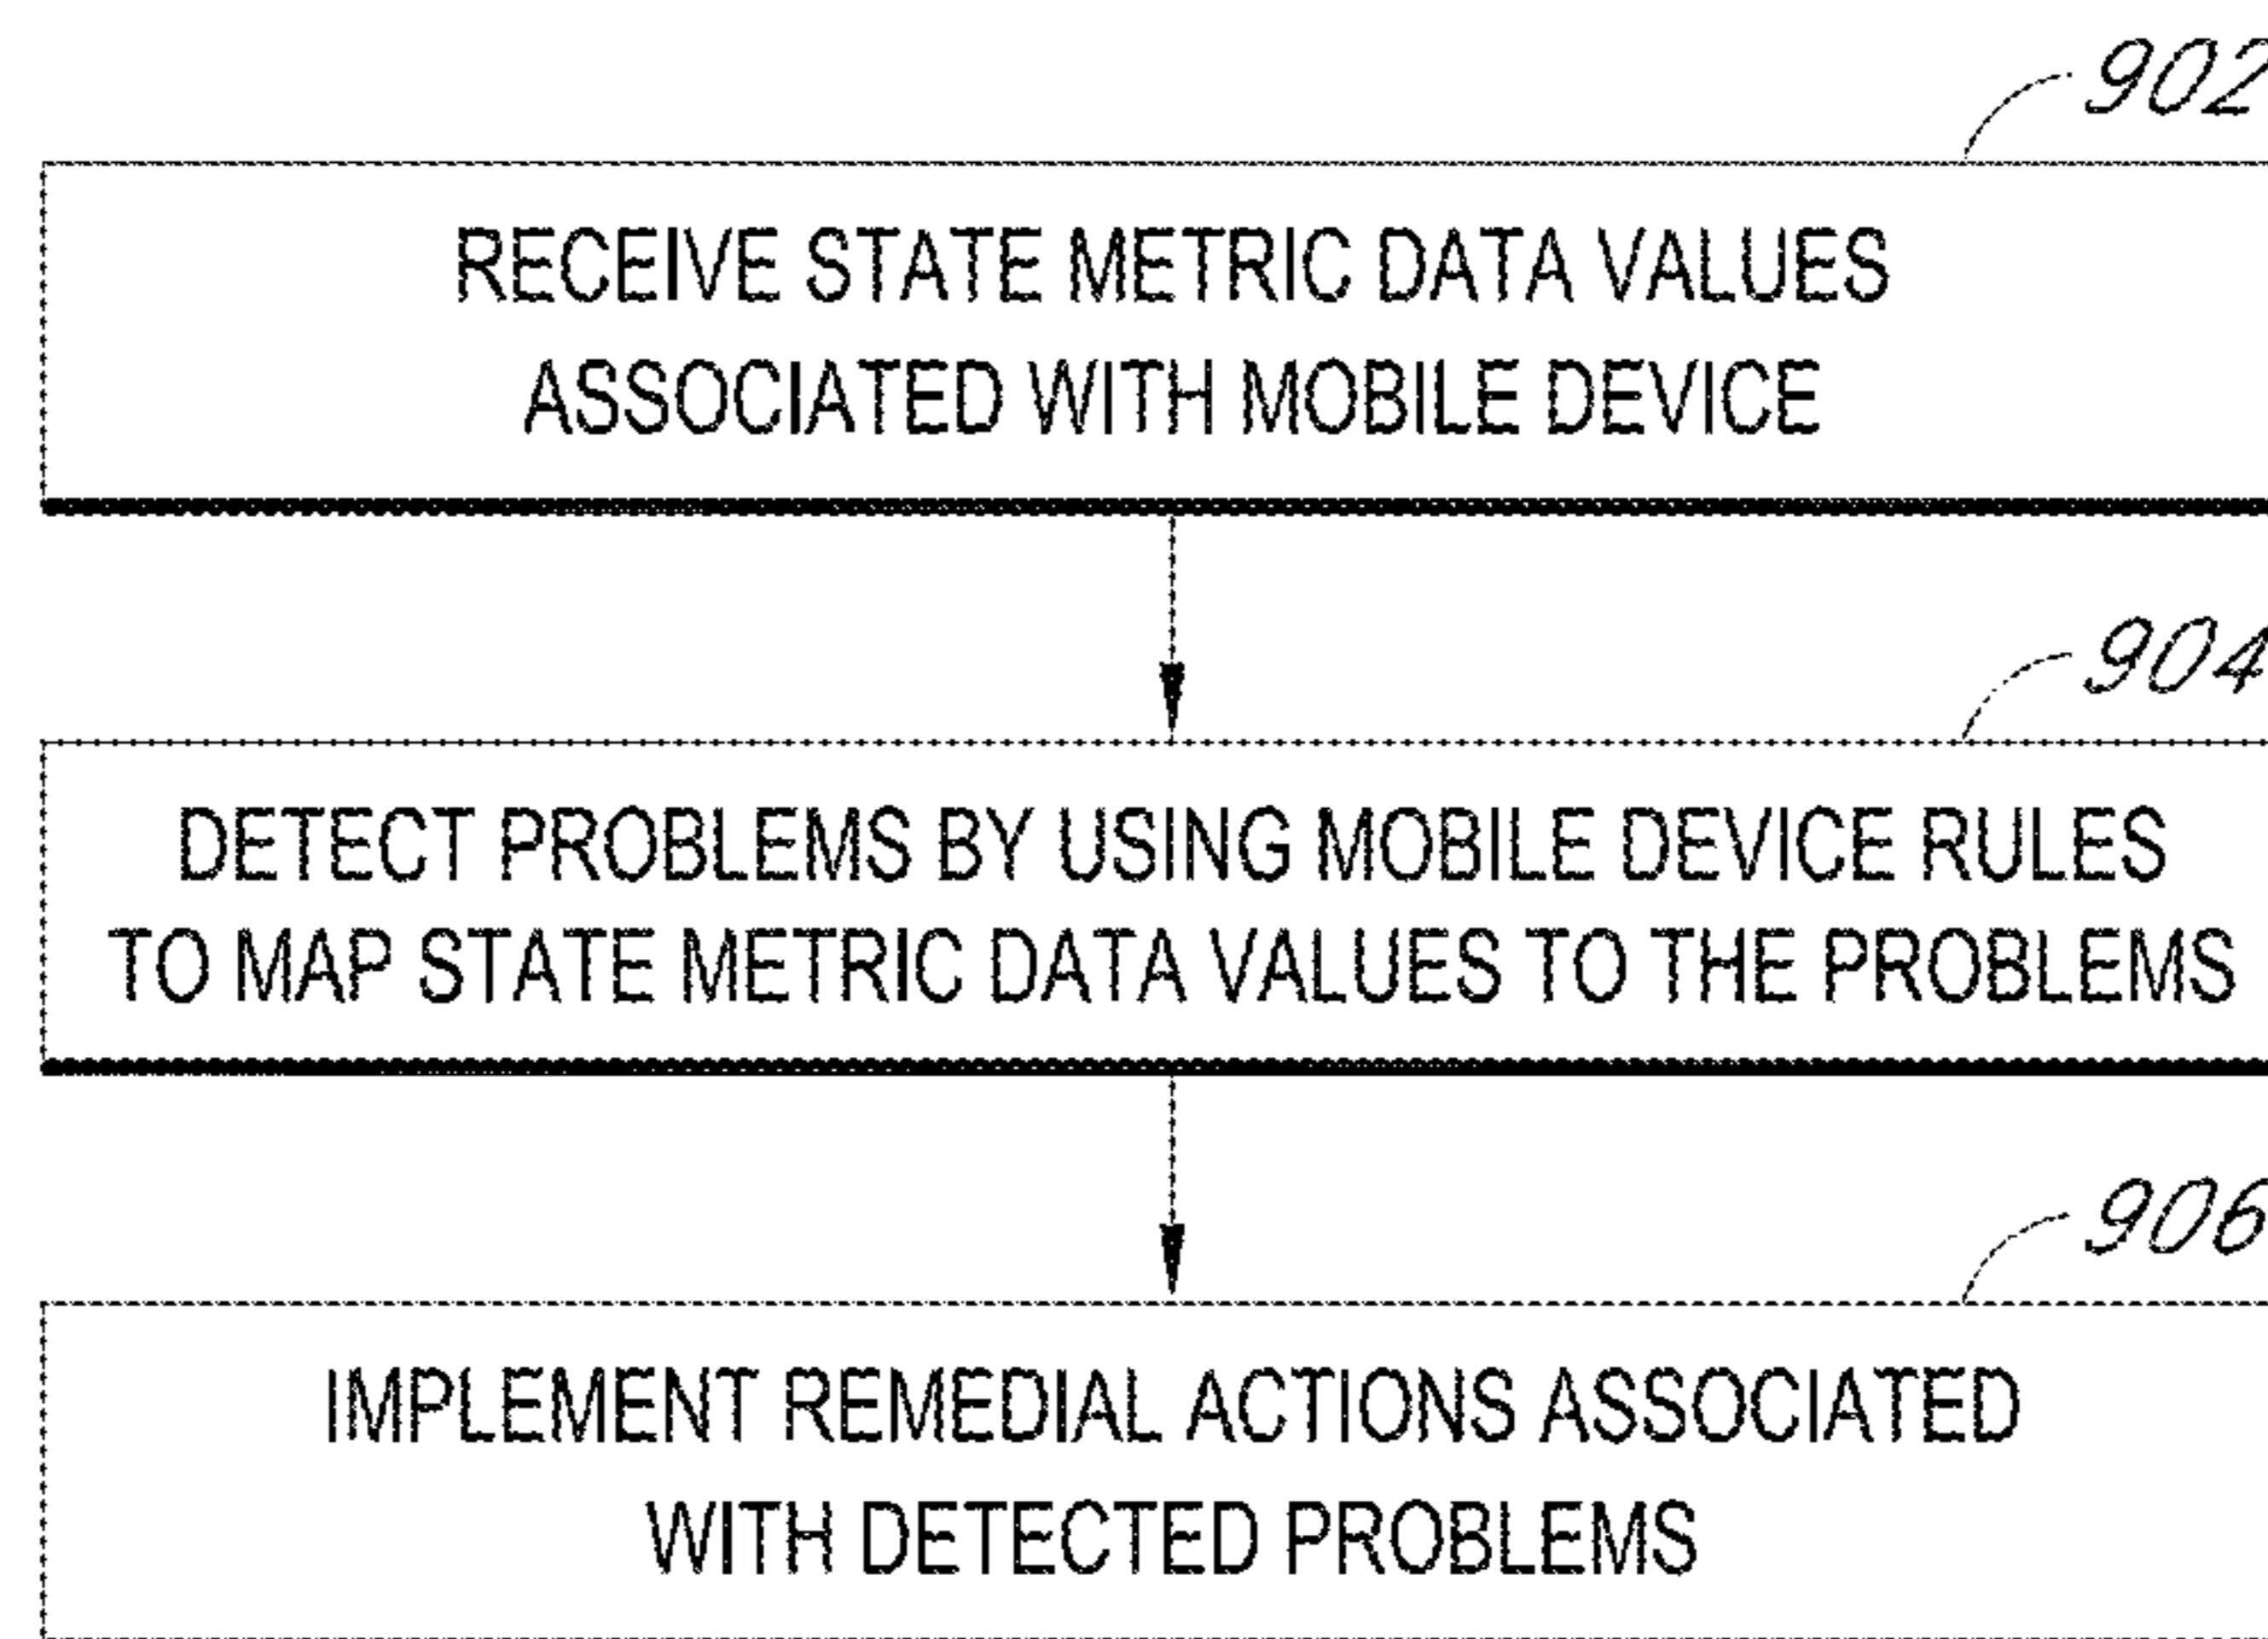 902
RECEIVE STATE METRIC DATA VALUES
ASSOCIATED WITH MOBILE DEVICE
904
DETECT PROBLEMS BY USING MOBILE DEVICE RULES
TO MAP STATE METRIC DATA VALUES TO THE PROBLEMS
906
IMPLEMENT REMEDIAL ACTIONS ASSOCIATED
WITH DETECTED PROBLEMS